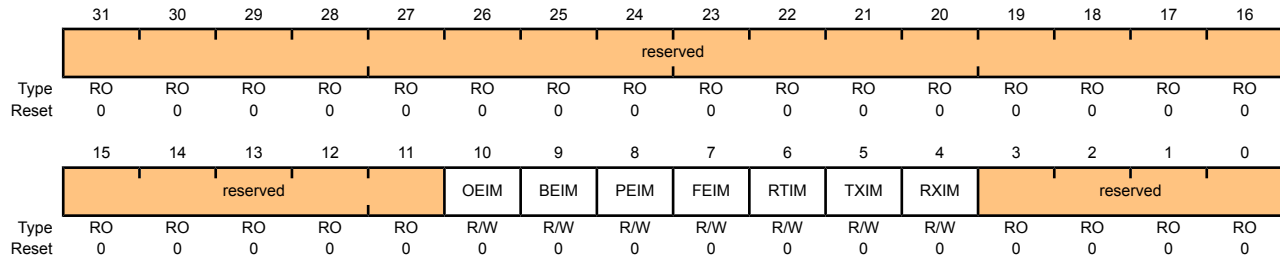 31 30 29 28 27 26 25 24 23 22 21 20 19 18 17 16
reserved
Type RO RO RO RO RO RO RO RO RO RO RO RO RO RO RO RO
Reset 0 0 0 0 0 0 0 0 0 0 0 0 0 0 0 0
15 14 13 12 11 10 9 8 7 6 5 4 3 2 1 0
reserved OEIM BEIM PEIM FEIM RTIM TXIM RXIM reserved
Type RO RO RO RO RO R/W R/W R/W R/W R/W R/W R/W RO RO RO RO
Reset 0 0 0 0 0 0 0 0 0 0 0 0 0 0 0 0